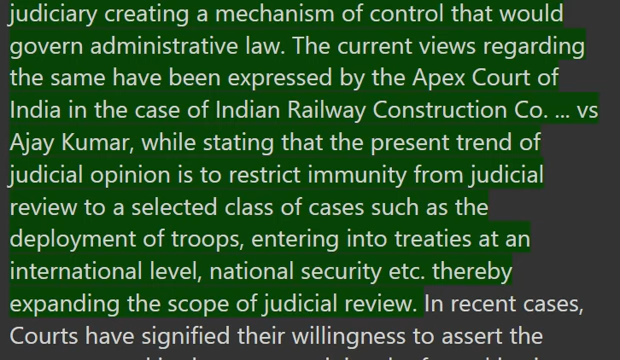 judiciary creating a mechanism of control that would
govern administrative law. The current views regarding
the same have been expressed by the Apex Court of
India in the case of Indian Railway Construction Co. ... vs
Ajay Kumar, while stating that the present trend of
judicial opinion is to restrict immunity from judicial
review to a selected class of cases such as the
deployment of troops, entering into treaties at an
international level, national security etc. thereby
expanding the scope of judicial review. In recent cases,
Courts have signified their willingness to assert the